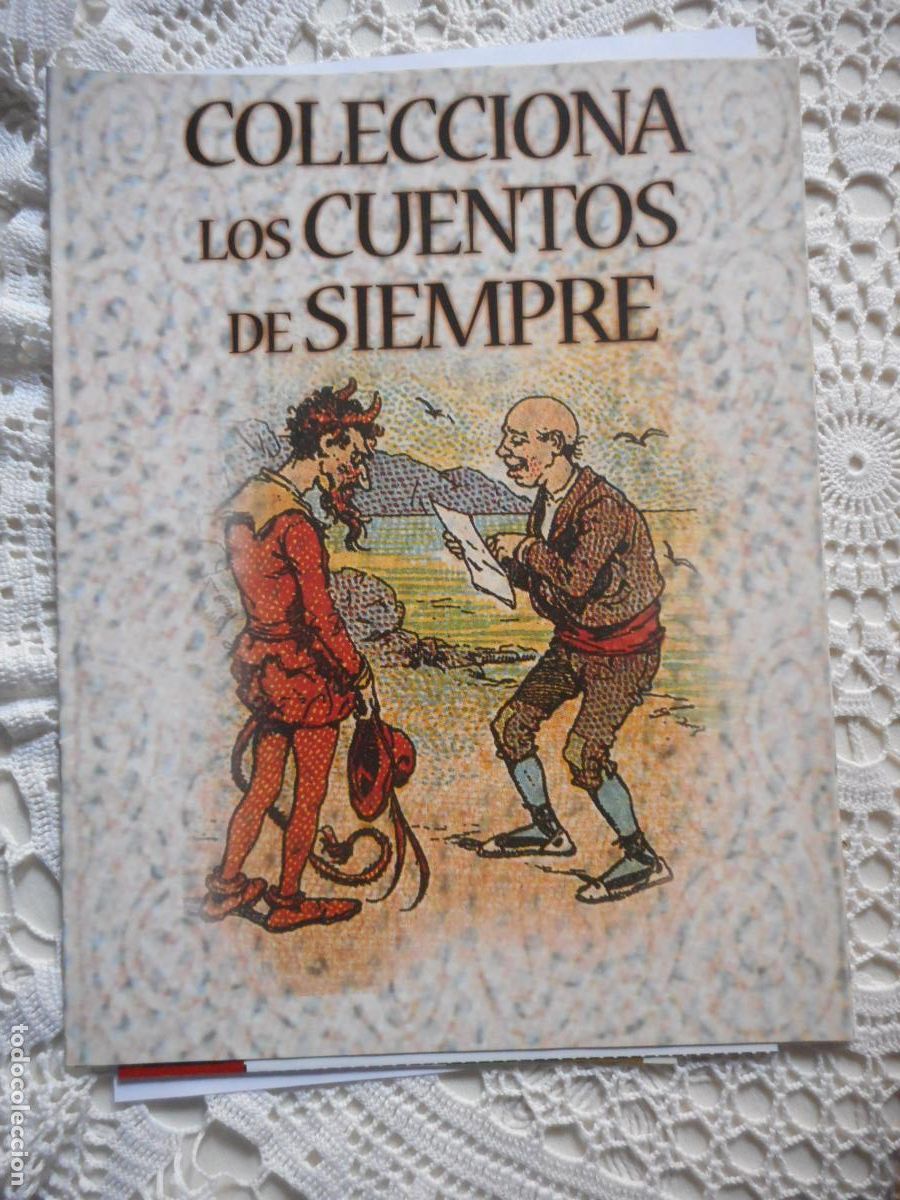 COLECCIONA
LOS CUENTOS
DE SIEMPRE
todocoleccion